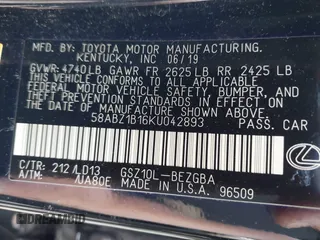 MFD. BY: TOYOTA MOTOR MANUFACTURING.
KENTUCKY, INC 06/19
GVWR: 4740LB GAWR FR 2625LB RR 2425 LB
THIS VEHICLE CONFORMS TO ALL APPLICABLE
FEDERAL MOTOR VEHICLE SAFETY, BUMPER,
AND THEFT PREVENTION STANDARDS IN EFFECT
ON THE DATE OF MANUFACTURE SHOWN ABOVE.
58ABZ1B16KU042893 PASS. CAR
C/TR: 212/LD13 GSZ10L-BEZGBA
A/TM: /UA80E MADE IN U.S.A. 96509